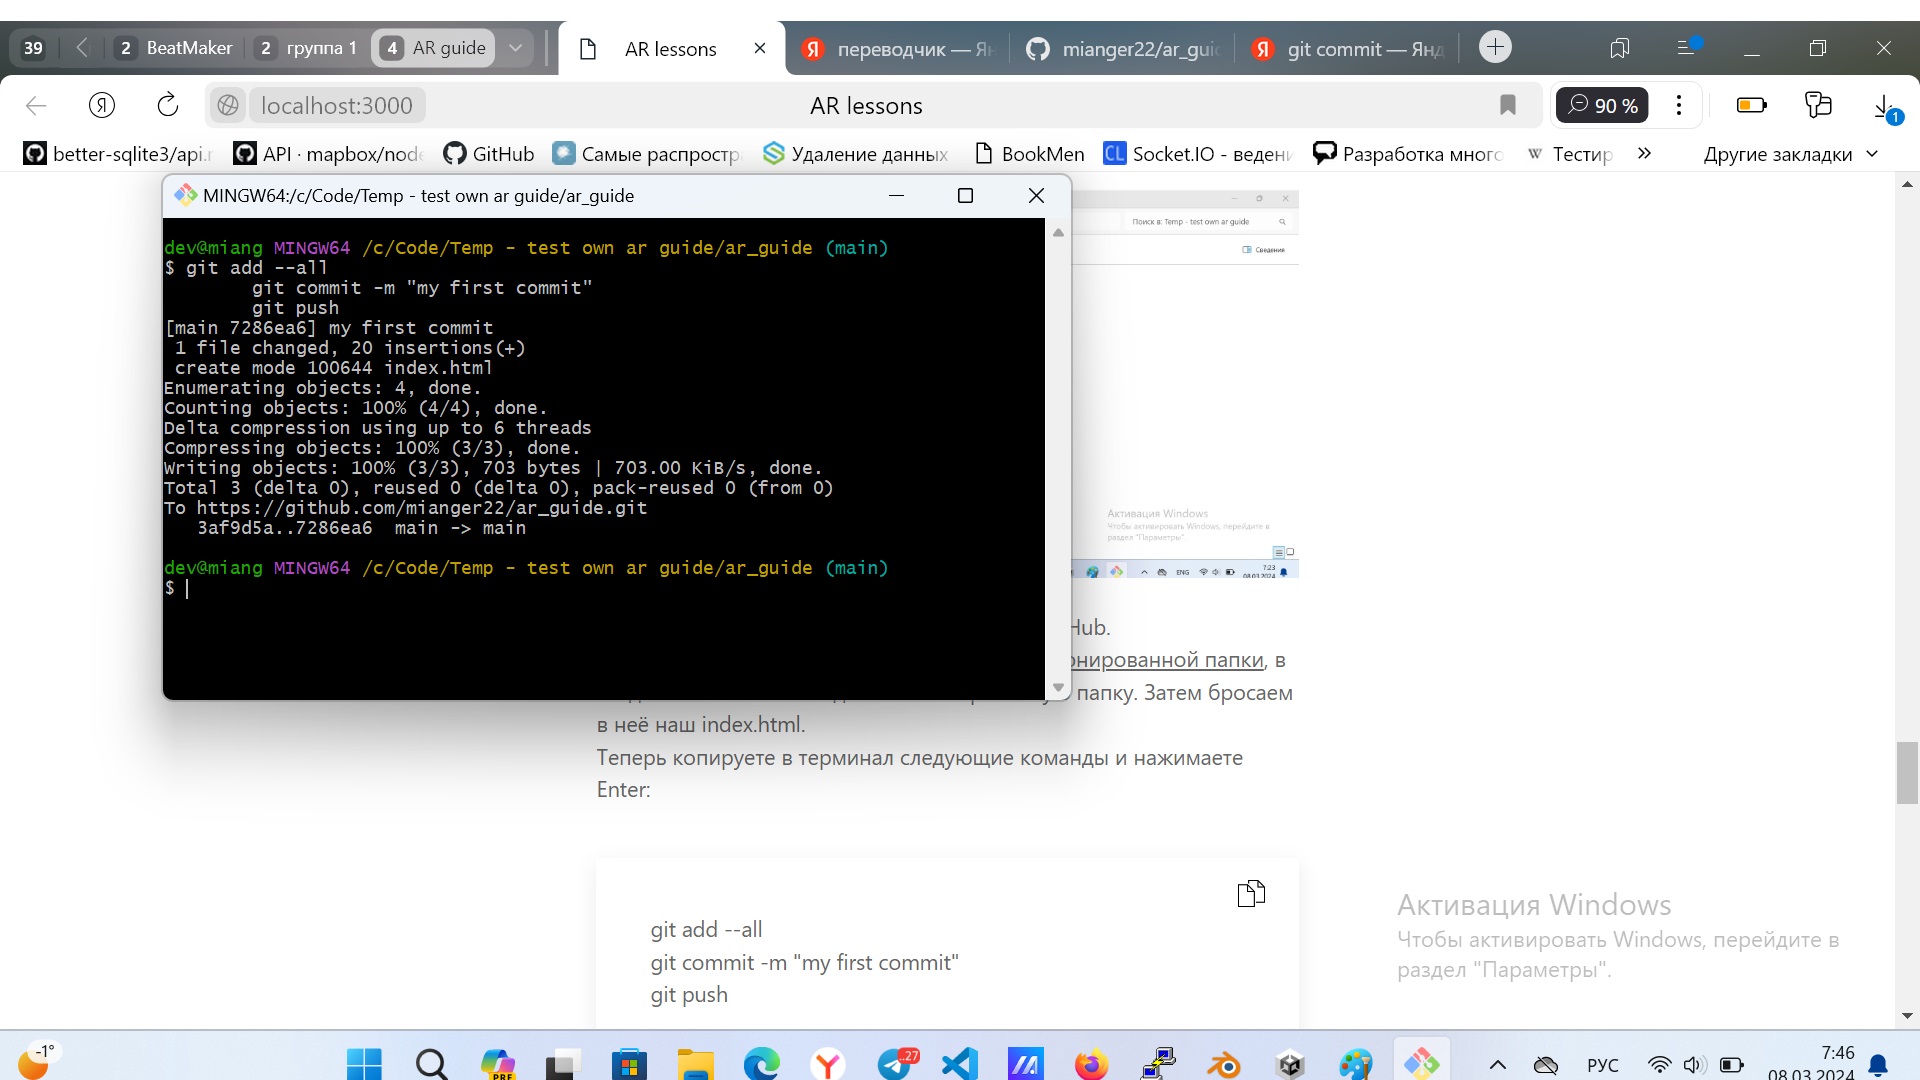 39
2 BeatMaker
2 группа 1
4 AR guide
AR lessons
переводчик — Ян
mianger22/ar_guid
git commit — Янд
localhost:3000
AR lessons
90 %
1
better-sqlite3/api.r
API · mapbox/node
GitHub
Самые распростр
Удаление данных
BookMen
CL Socket.IO - ведени
Разработка много
W Тестир
Другие закладки
MINGW64:/c/Code/Temp - test own ar guide/ar_guide
dev@miang MINGW64 /c/Code/Temp - test own ar guide/ar_guide (main)
$ git add --all
git commit -m "my first commit"
git push
[main 7286ea6] my first commit
1 file changed, 20 insertions(+)
create mode 100644 index.html
Enumerating objects: 4, done.
Counting objects: 100% (4/4), done.
Delta compression using up to 6 threads
Compressing objects: 100% (3/3), done.
Writing objects: 100% (3/3), 703 bytes | 703.00 KiB/s, done.
Total 3 (delta 0), reused 0 (delta 0), pack-reused 0 (from 0)
To https://github.com/mianger22/ar_guide.git
3af9d5a..7286ea6 main -> main
dev@miang MINGW64 /c/Code/Temp - test own ar guide/ar_guide (main)
$
Поиск в: Temp - test own ar guide
Сведения
Активация Windows
Чтобы активировать Windows, перейдите в
раздел "Параметры".
ENG
7:23
08.03.2024
Hub.
онированной папки, в
папку. Затем бросаем
в неё наш index.html.
Теперь копируете в терминал следующие команды и нажимаете
Enter:
git add --all
git commit -m "my first commit"
git push
Активация Windows
Чтобы активировать Windows, перейдите в
раздел "Параметры".
-1°
PRE
27
РУС
7:46
08.03.2024